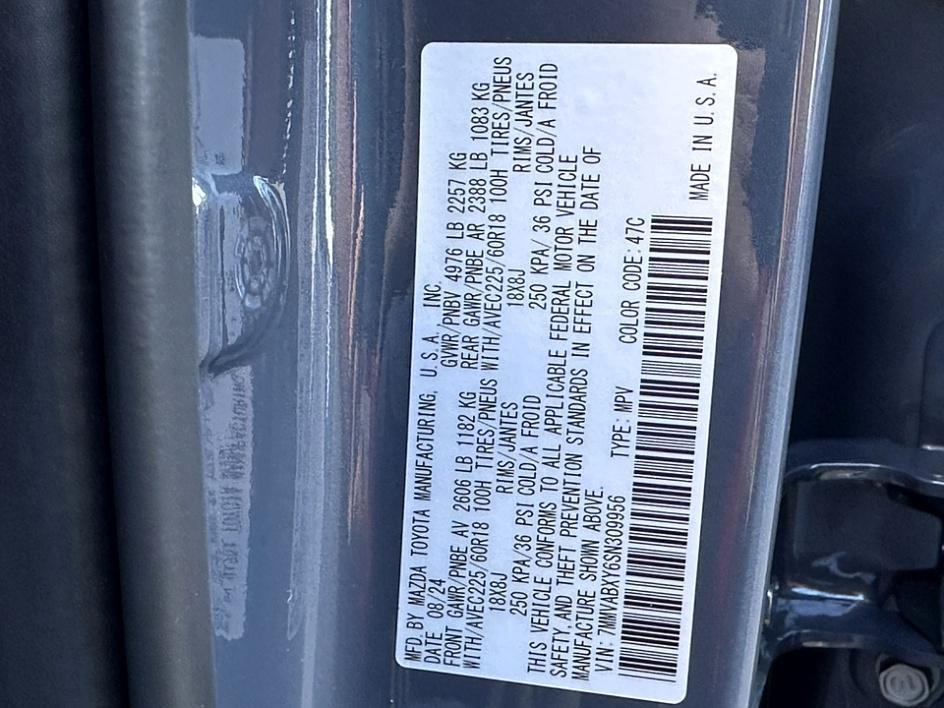 MFD.BY MAZDA TOYOTA MANUFACTURING, U.S.A. INC.
DATE 08/24 GVWR/PNBV 4976 LB 2257 KG
FRONT GAWR/PNBE AV 2606 LB 1182 KG REAR GAWR/PNBE AR 2388 LB 1083 KG
WITH/AVEC225/60R18 100H TIRES/PNEUS WITH/AVEC225/60R18 100H TIRES/PNEUS
18X8J RIMS/JANTES 18X8J RIMS/JANTES
250 KPA/36 PSI COLD/A FROID 250 KPA/ 36 PSI COLD/A FROID
THIS VEHICLE CONFORMS TO ALL APPLICABLE FEDERAL MOTOR VEHICLE
SAFETY AND THEFT PREVENTION STANDARDS IN EFFECT ON THE DATE OF
MANUFACTURE SHOWN ABOVE.
VIN: 7MMVABXY6SN309956 TYPE: MPV COLOR CODE: 47C
MADE IN U.S.A.